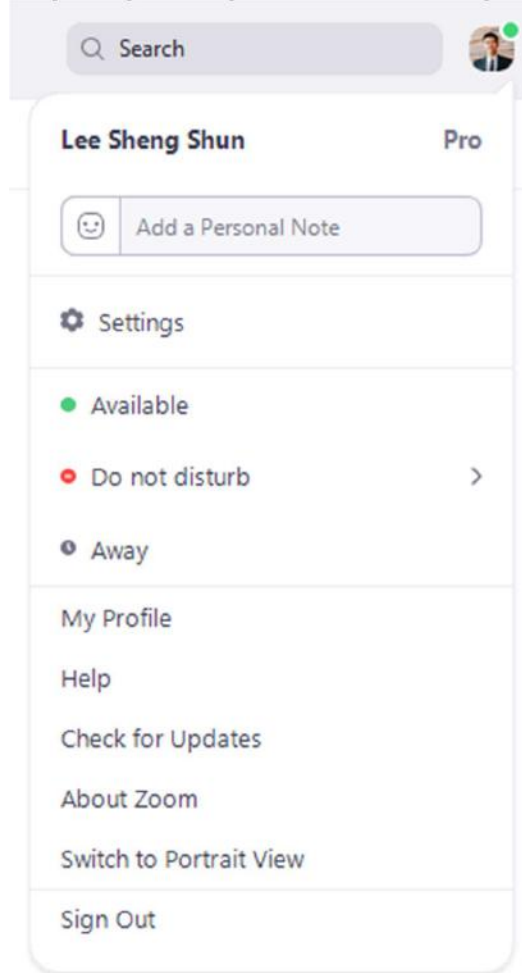 Search
Lee Sheng Shun Pro
Add a Personal Note
Settings
Available
Do not disturb
Away
My Profile
Help
Check for Updates
About Zoom
Switch to Portrait View
Sign Out